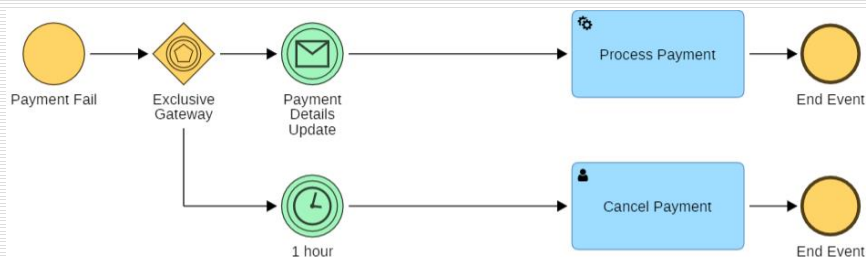 Process Payment
Payment Fail
Exclusive
Gateway
Payment
Details
Update
End Event
Cancel Payment
1 hour
End Event